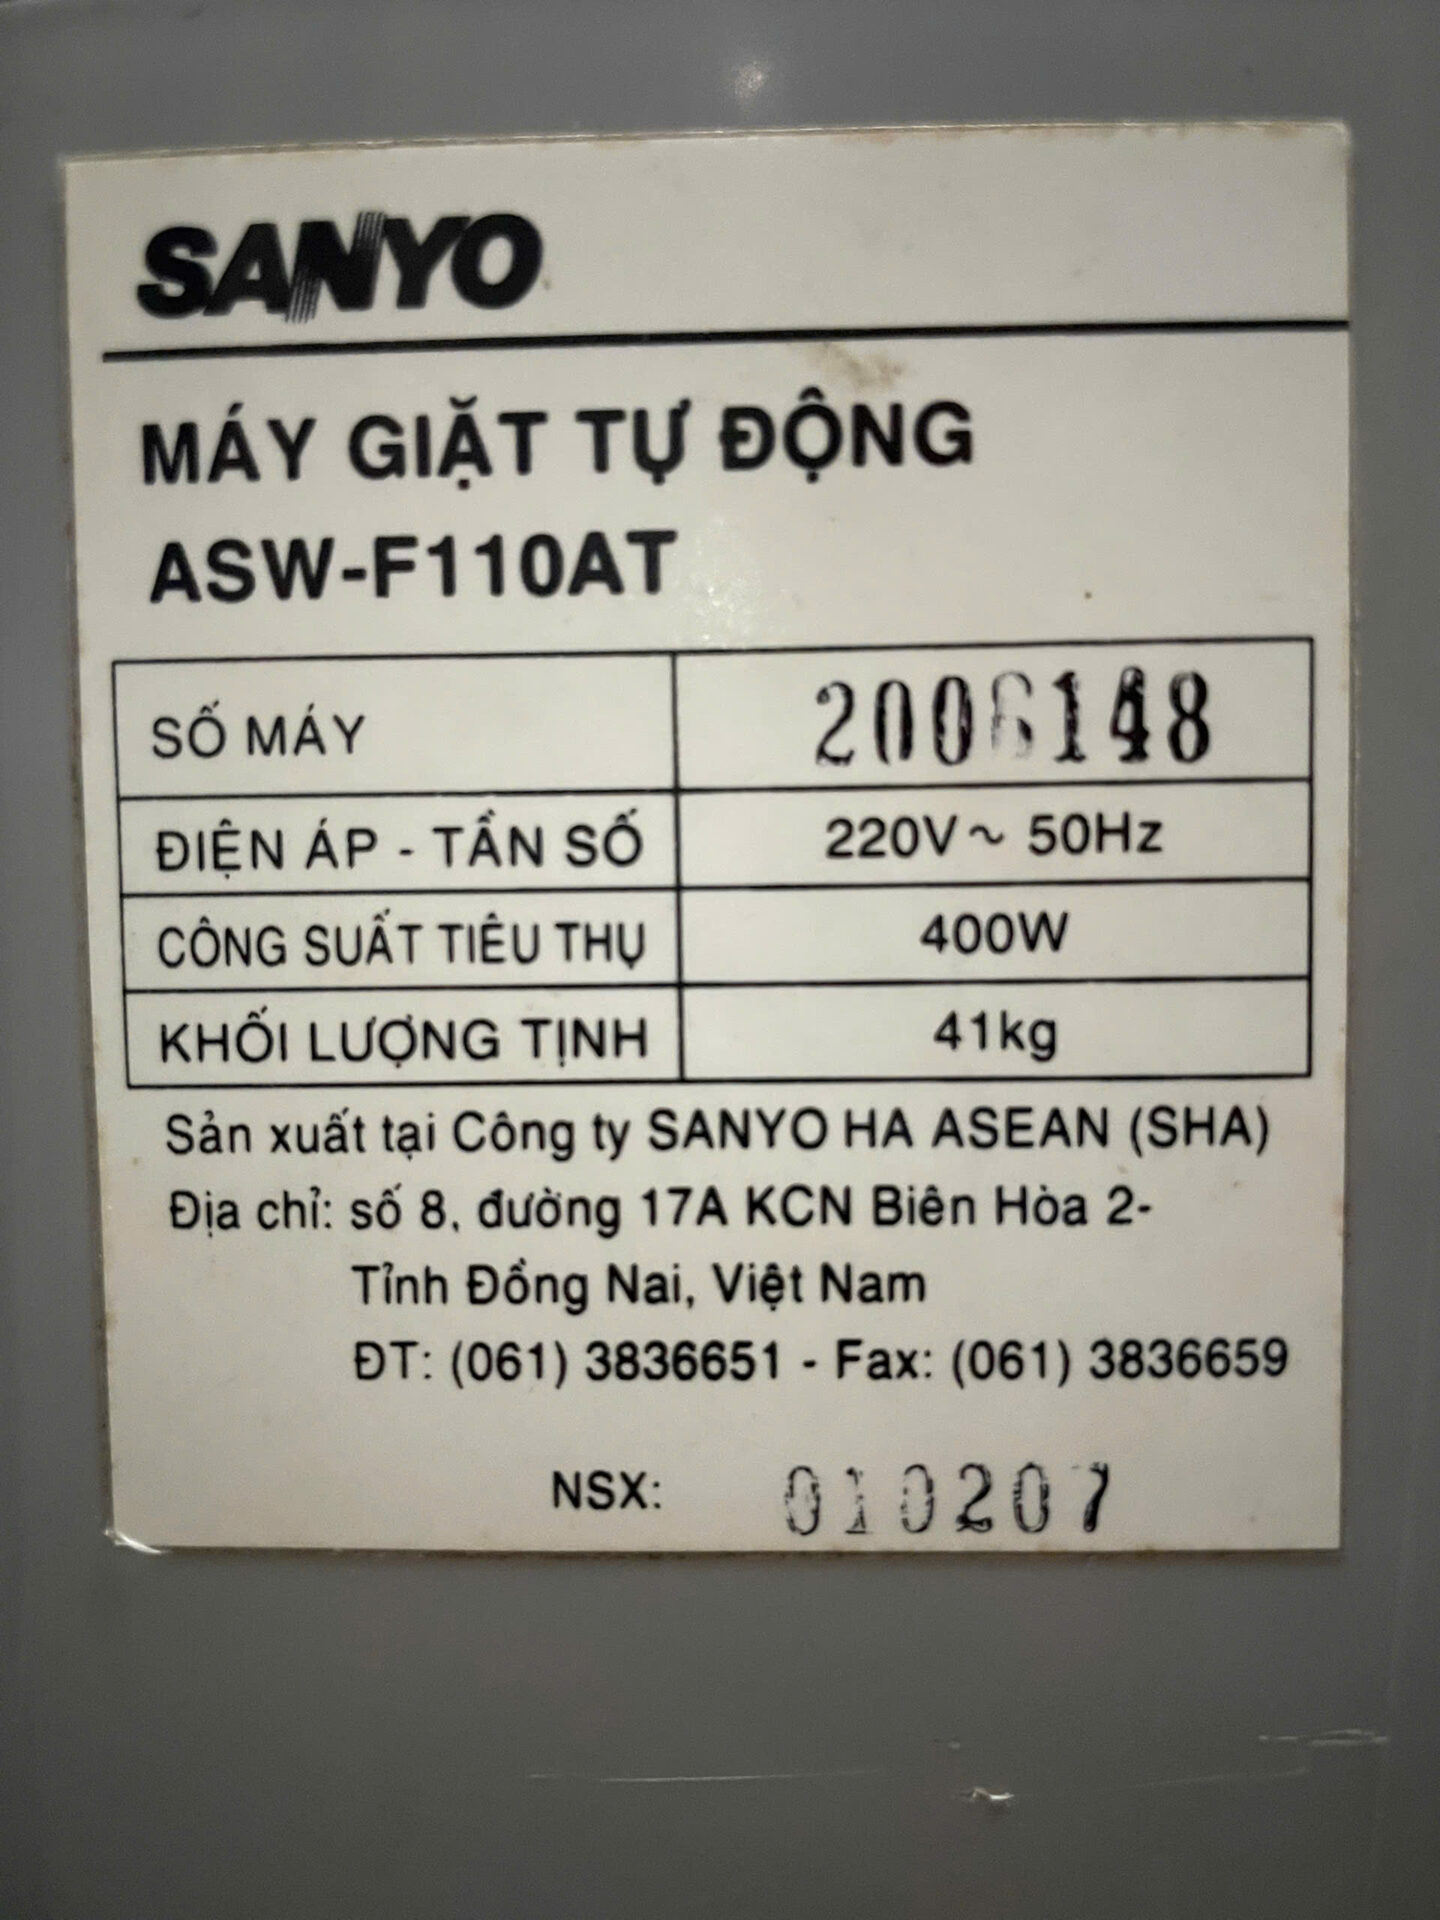 SANYO
MÁY GIẶT TỰ ĐỘNG
ASW-F110AT
SỐ MÁY 2006148
ĐIỆN ÁP - TẦN SỐ 220V ~ 50Hz
CÔNG SUẤT TIÊU THỤ 400W
KHỐI LƯỢNG TỊNH 41kg
Sản xuất tại Công ty SANYO HA ASEAN (SHA)
Địa chỉ: số 8, đường 17A KCN Biên Hòa 2-
Tỉnh Đồng Nai, Việt Nam
ĐT: (061) 3836651 - Fax: (061) 3836659
NSX: 010207